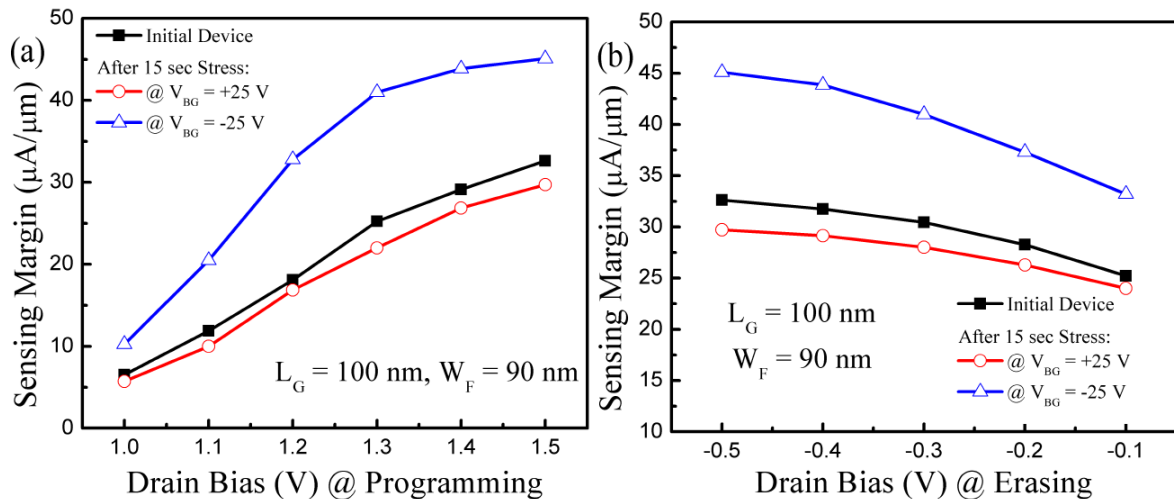 (a)
50
40
30
20
10
0
Sensing Margin (μA/μm)
Initial Device
After 15 sec Stress:
@ V_BG = +25 V
@ V_BG = -25 V
L_G = 100 nm, W_F = 90 nm
1.0 1.1 1.2 1.3 1.4 1.5
Drain Bias (V) @ Programming
(b)
50
45
40
35
30
25
20
15
10
Sensing Margin (μA/μm)
L_G = 100 nm
W_F = 90 nm
Initial Device
After 15 sec Stress:
@ V_BG = +25 V
@ V_BG = -25 V
-0.5 -0.4 -0.3 -0.2 -0.1
Drain Bias (V) @ Erasing